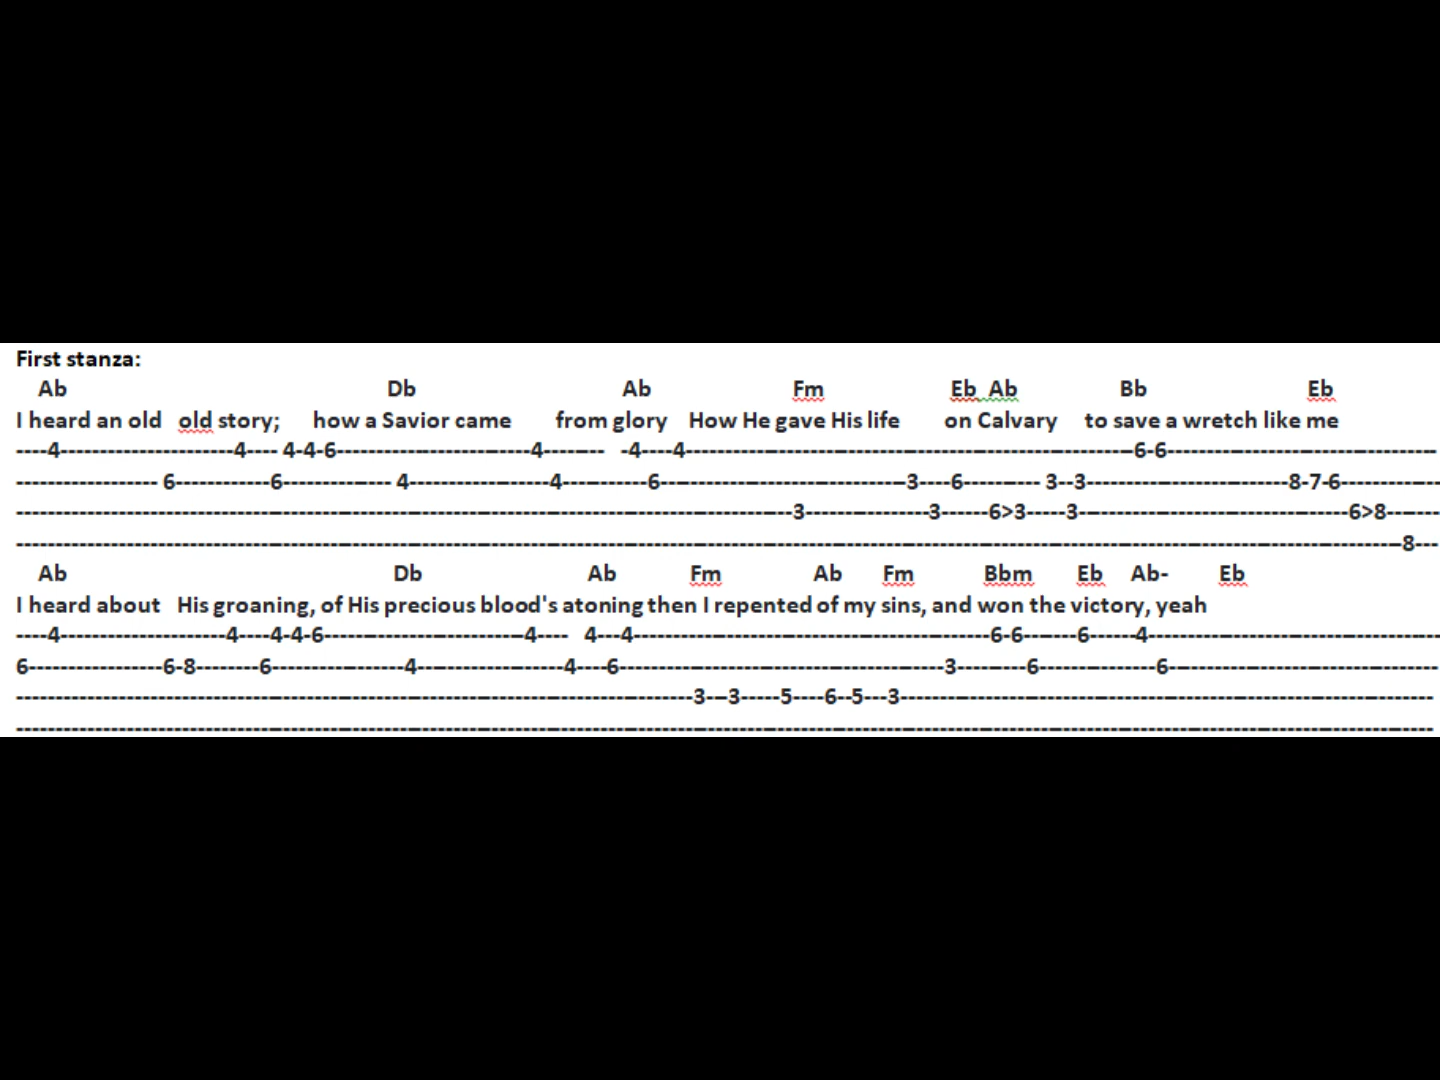 First stanza:
Ab Db Ab Fm Eb Ab Bb Eb
I heard an old old story; how a Savior came from glory How He gave His life on Calvary to save a wretch like me
----4----------------------4---- 4-4-6-------------------------4-------- -4----4---------------------------------------------------------6-6-----------------------------------
------------------ 6------------6------------- 4------------------4-----------6--------------------------------3----6---------- 3--3--------------------------8-7-6-------------
----------------------------------------------------------------------------------------------------3----------------3------6>3-----3-----------------------------------6>8-------
--------------------------------------------------------------------------------------------------------------------------------------------------------------------------------8---
Ab Db Ab Fm Ab Fm Bbm Eb Ab- Eb
I heard about His groaning, of His precious blood's atoning then I repented of my sins, and won the victory, yeah
----4---------------------4----4-4-6--------------------------4---- 4---4----------------------------------------------6-6-------6------4--------------------------------------
6-----------------6-8--------6-----------------4-------------------4----6------------------------------------------3---------6---------------6-----------------------------------
---------------------------------------------------------------------------------------3---3-----5----6--5---3---------------------------------------------------------------------
------------------------------------------------------------------------------------------------------------------------------------------------------------------------------------